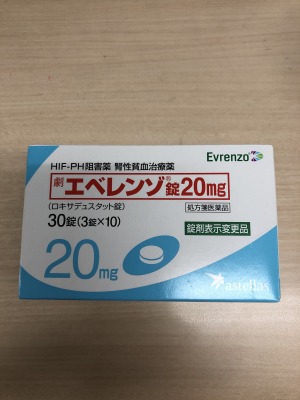 HIF-PH阻害薬 腎性貧血治療薬
Evrenzo
劇 エベレンゾ®錠20mg
(ロキサデュスタット錠)
処方箋医薬品
30錠(3錠×10)
錠剤表示変更品
20mg
astellas